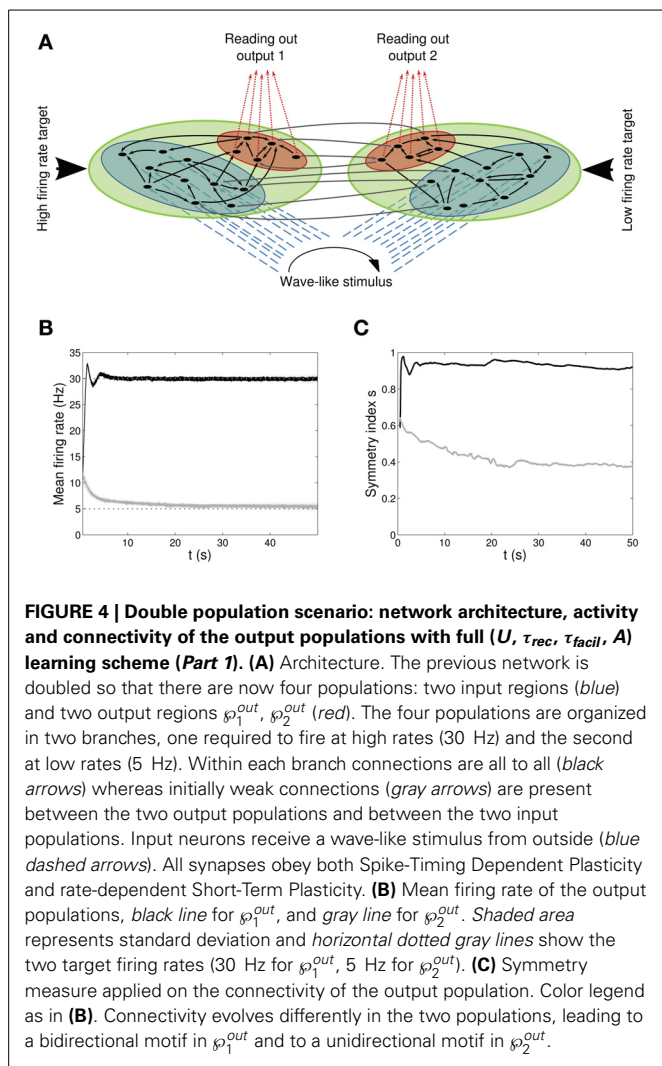 A
Reading out
output 1
Reading out
output 2
High firing rate target
Low firing rate target
Wave-like stimulus
B
C
35
30
25
20
15
10
5
0
Mean firing rate (Hz)
10
20
30
40
50
t (s)
1
0.8
0.6
0.4
0.2
0
Symmetry index s
0
10
20
30
40
50
t (s)
FIGURE 4 | Double population scenario: network architecture, activity
and connectivity of the output populations with full (U, τrec, τfacil, A)
learning scheme (Part 1). (A) Architecture. The previous network is
doubled so that there are now four populations: two input regions (blue)
and two output regions ℘₁ᵒᵘᵗ, ℘₂ᵒᵘᵗ (red). The four populations are organized
in two branches, one required to fire at high rates (30 Hz) and the second
at low rates (5 Hz). Within each branch connections are all to all (black
arrows) whereas initially weak connections (gray arrows) are present
between the two output populations and between the two input
populations. Input neurons receive a wave-like stimulus from outside (blue
dashed arrows). All synapses obey both Spike-Timing Dependent Plasticity
and rate-dependent Short-Term Plasticity. (B) Mean firing rate of the output
populations, black line for ℘₁ᵒᵘᵗ, and gray line for ℘₂ᵒᵘᵗ. Shaded area
represents standard deviation and horizontal dotted gray lines show the
two target firing rates (30 Hz for ℘₁ᵒᵘᵗ, 5 Hz for ℘₂ᵒᵘᵗ). (C) Symmetry
measure applied on the connectivity of the output population. Color legend
as in (B). Connectivity evolves differently in the two populations, leading to
a bidirectional motif in ℘₁ᵒᵘᵗ and to a unidirectional motif in ℘₂ᵒᵘᵗ.